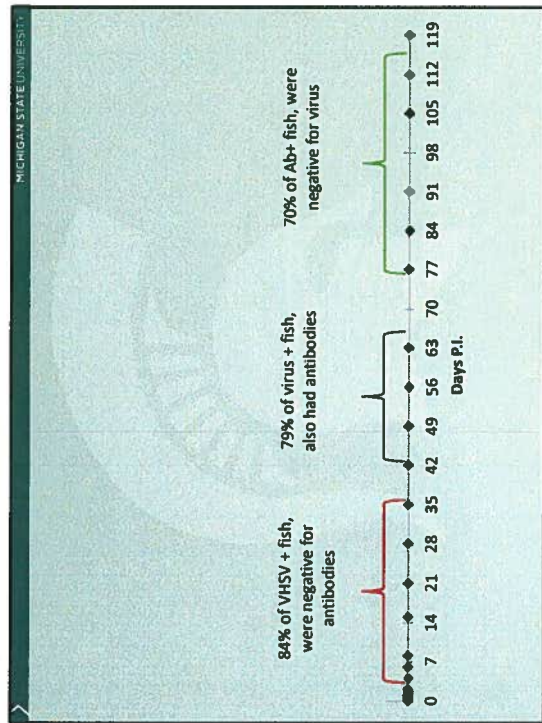 MICHIGAN STATE UNIVERSITY
84% of VHSV + fish,
were negative for
antibodies
79% of virus + fish,
also had antibodies
70% of Ab+ fish, were
negative for virus
0 7 14 21 28 35 42 49 56 63 70 77 84 91 98 105 112 119
Days P.I.